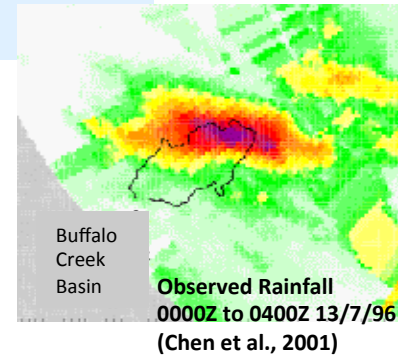 Buffalo
Creek
Basin
Observed Rainfall
0000Z to 0400Z 13/7/96
(Chen et al., 2001)